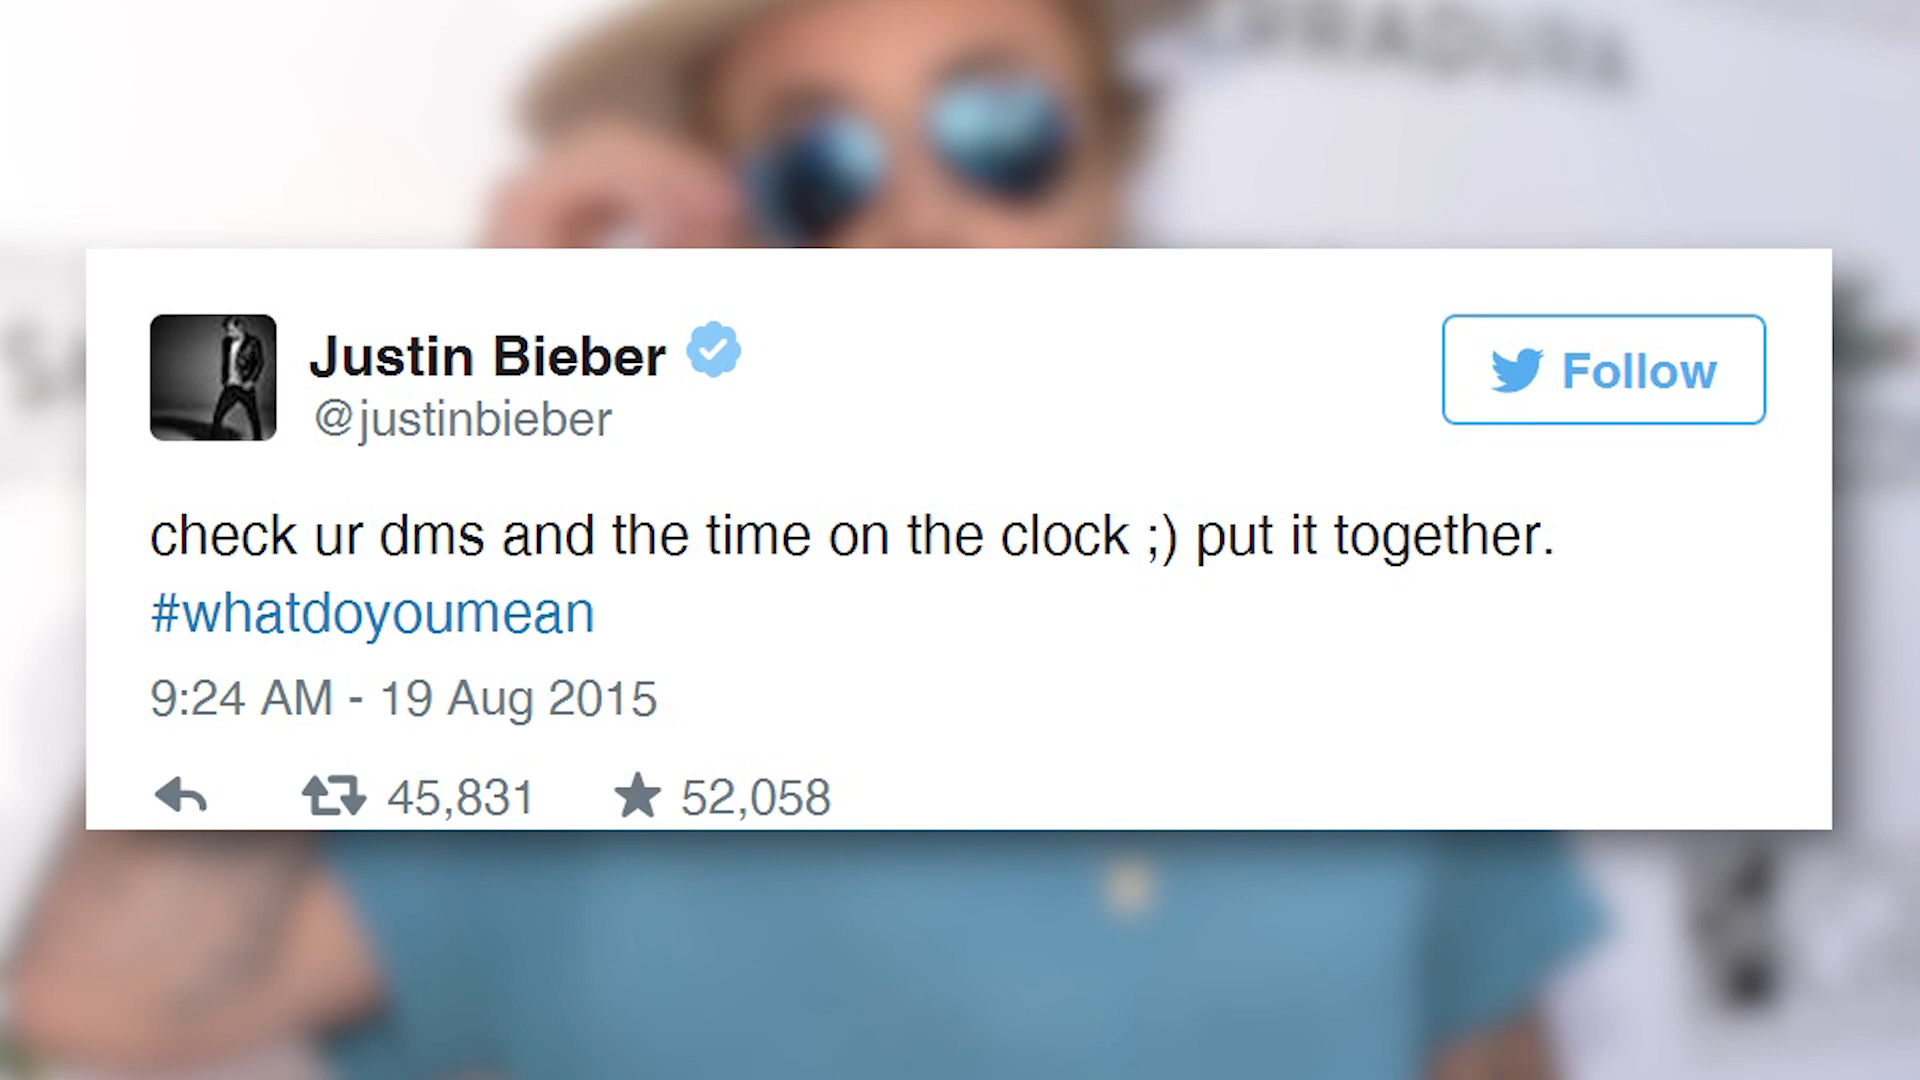 Justin Bieber
@justinbieber
Follow
check ur dms and the time on the clock ;) put it together.
#whatdoyoumean
9:24 AM - 19 Aug 2015
45,831 52,058